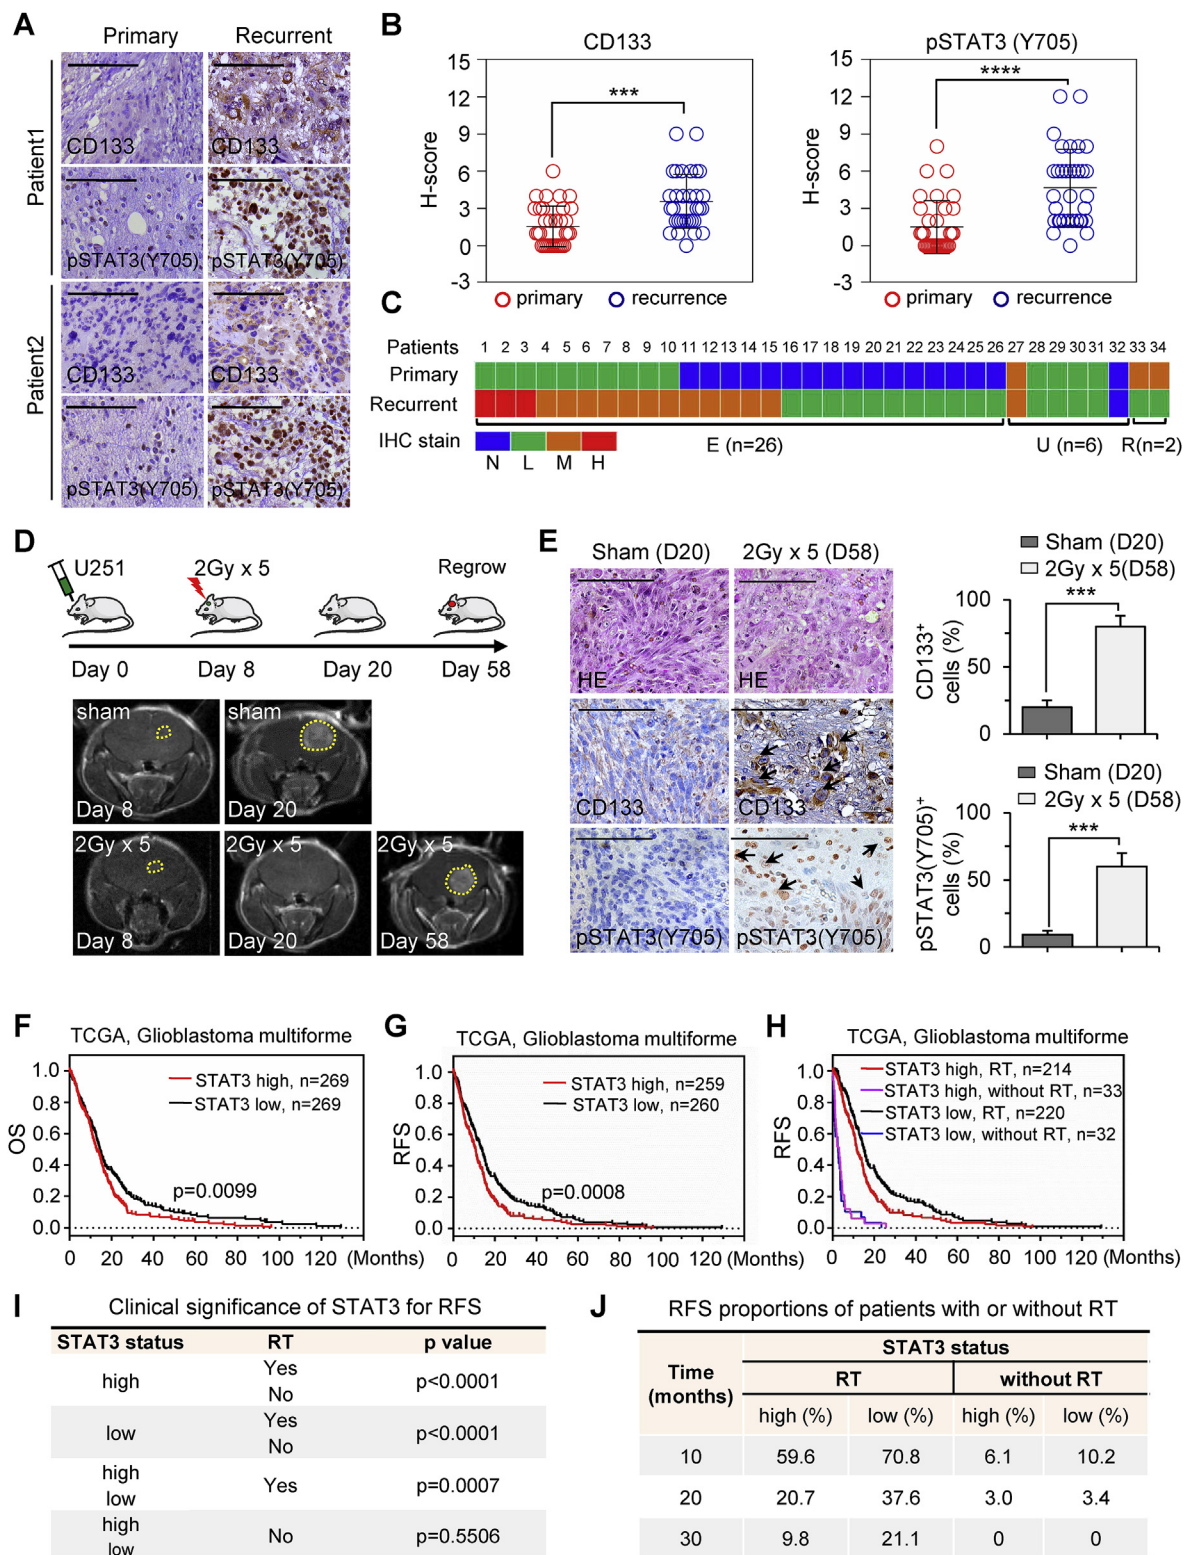 A
Primary
Recurrent
Patient1
CD133
CD133
pSTAT3(Y705)
pSTAT3(Y705)
Patient2
CD133
CD133
pSTAT3(Y705)
pSTAT3(Y705)
B
CD133
H-score
15
12
9
6
3
0
-3
***
primary
recurrence
pSTAT3 (Y705)
H-score
15
12
9
6
3
0
-3
****
primary
recurrence
C
Patients 1 2 3 4 5 6 7 8 9 10 11 12 13 14 15 16 17 18 19 20 21 22 23 24 25 26 27 28 29 30 31 32 33 34
Primary
Recurrent
IHC stain
N L M H
E (n=26)
U (n=6)
R(n=2)
D
U251
2Gy x 5
Regrow
Day 0
Day 8
Day 20
Day 58
sham
Day 8
sham
Day 20
2Gy x 5
Day 8
2Gy x 5
Day 20
2Gy x 5
Day 58
E
Sham (D20)
2Gy x 5 (D58)
HE
HE
CD133
CD133
pSTAT3(Y705)
pSTAT3(Y705)
Sham (D20)
2Gy x 5(D58)
CD133+
cells (%)
100
50
0
***
Sham (D20)
2Gy x 5 (D58)
pSTAT3(Y705)+
cells (%)
100
50
0
***
F
TCGA, Glioblastoma multiforme
OS
1.0
0.8
0.6
0.4
0.2
0.0
STAT3 high, n=269
STAT3 low, n=269
p=0.0099
0 20 40 60 80 100 120 (Months)
G
TCGA, Glioblastoma multiforme
RFS
1.0
0.8
0.6
0.4
0.2
0.0
STAT3 high, n=259
STAT3 low, n=260
p=0.0008
0 20 40 60 80 100 120 (Months)
H
TCGA, Glioblastoma multiforme
RFS
1.0
0.8
0.6
0.4
0.2
0.0
STAT3 high, RT, n=214
STAT3 high, without RT, n=33
STAT3 low, RT, n=220
STAT3 low, without RT, n=32
0 20 40 60 80 100 120 140
(Months)
I
Clinical significance of STAT3 for RFS
STAT3 status RT p value
high Yes No p<0.0001
low Yes No p<0.0001
high low Yes p=0.0007
high low No p=0.5506
J
RFS proportions of patients with or without RT
Time (months)
STAT3 status
RT without RT
high (%) low (%) high (%) low (%)
10 59.6 70.8 6.1 10.2
20 20.7 37.6 3.0 3.4
30 9.8 21.1 0 0